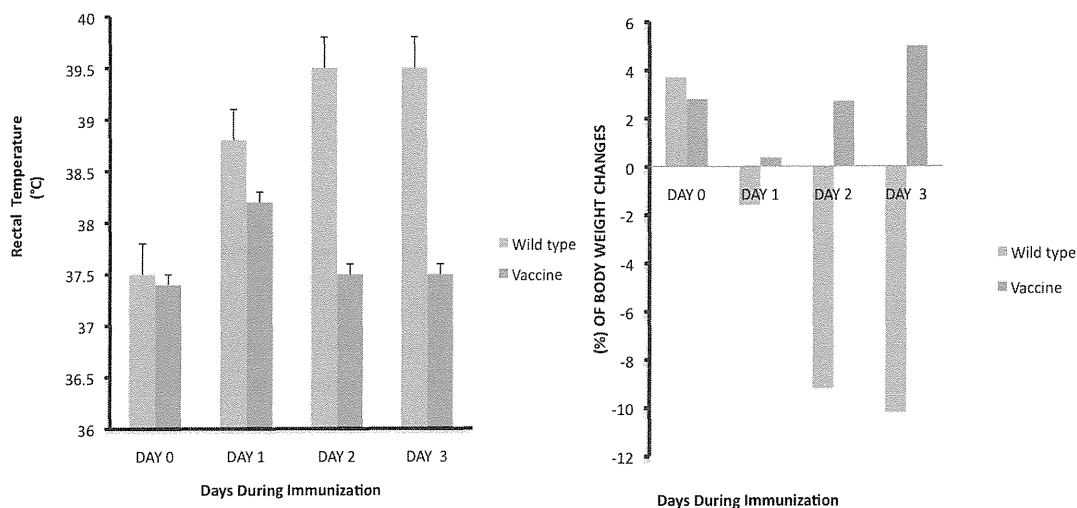 Rectal Temperature
(°C)
40
39.5
39
38.5
38
37.5
37
36.5
36
DAY 0
DAY 1
DAY 2
DAY 3
Days During Immunization
Wild type
Vaccine
(%) OF BODY WEIGHT CHANGES
6
4
2
0
-2
-4
-6
-8
-10
-12
DAY 0
DAY 1
DAY 2
DAY 3
Days During Immunization
Wild type
Vaccine